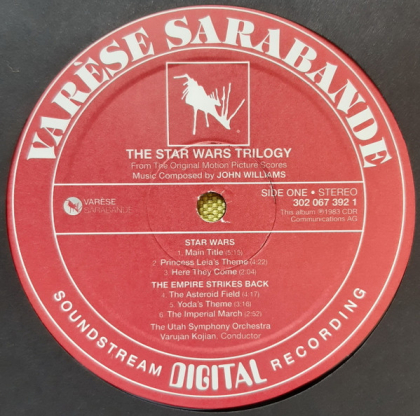 VARÈSE SARABANDE
THE STAR WARS TRILOGY
From The Original Motion Picture Scores
Music Composed by JOHN WILLIAMS
VARÈSE
SARABANDE
SIDE ONE • STEREO
302 067 392 1
This album ℗1983 CDR
Communications AG
STAR WARS
1. Main Title (5:15)
2. Princess Leia's Theme (4:22)
3. Here They Come (2:04)
THE EMPIRE STRIKES BACK
4. The Asteroid Field (4:17)
5. Yoda's Theme (3:18)
6. The Imperial March (2:52)
The Utah Symphony Orchestra
Varujan Kojian, Conductor
SOUNDSTREAM DIGITAL RECORDING